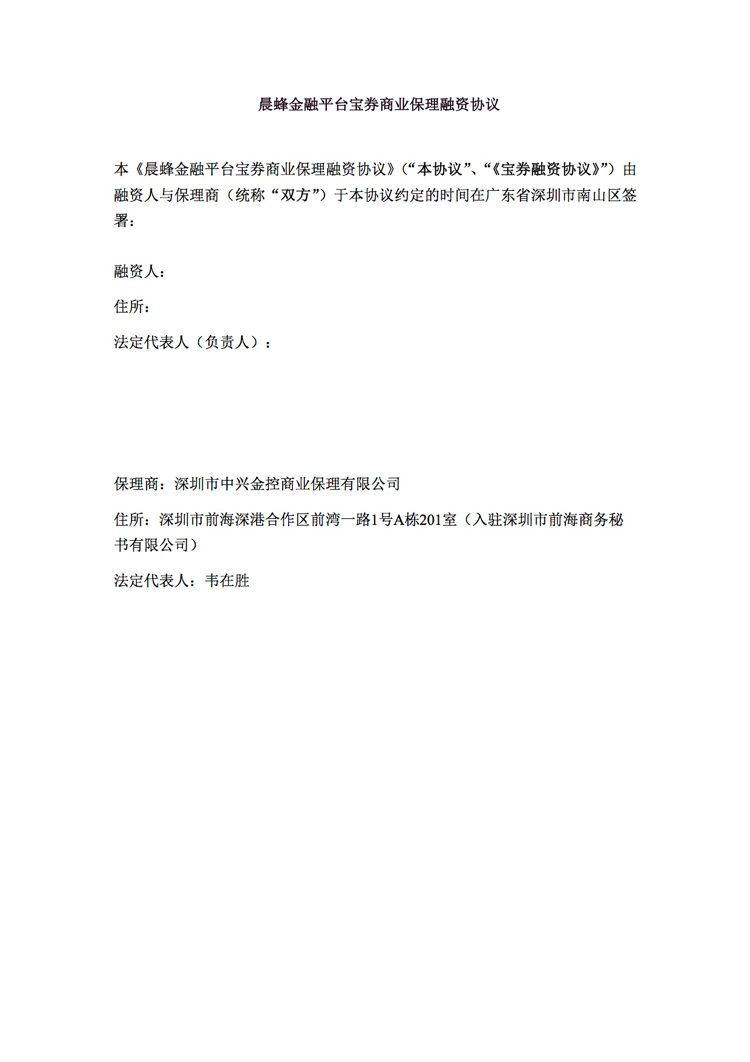 晨蜂金融平台宝券商业保理融资协议
本《晨蜂金融平台宝券商业保理融资协议》（“本协议”、“《宝券融资协议》”）由
融资人与保理商（统称“双方”）于本协议约定的时间在广东省深圳市南山区签
署：
融资人：
住所：
法定代表人（负责人）：
保理商：深圳市中兴金控商业保理有限公司
住所：深圳市前海深港合作区前湾一路1号A栋201室（入驻深圳市前海商务秘
书有限公司）
法定代表人：韦在胜